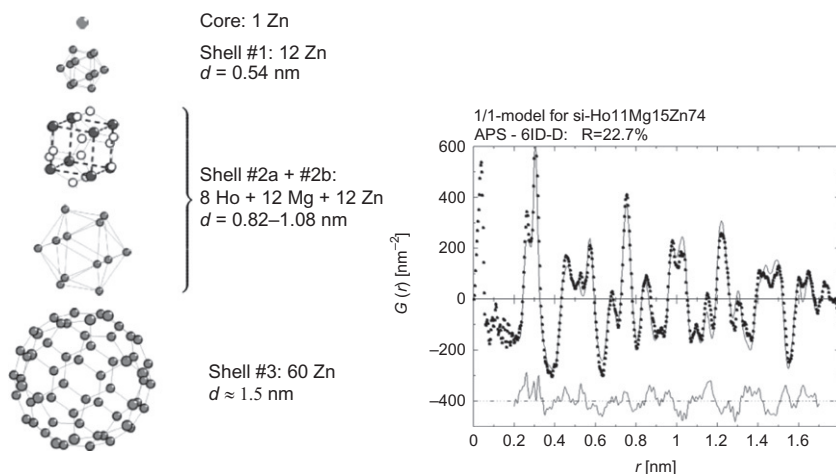 Core: 1 Zn
Shell #1: 12 Zn
d = 0.54 nm
Shell #2a + #2b:
8 Ho + 12 Mg + 12 Zn
d = 0.82–1.08 nm
Shell #3: 60 Zn
d ≈ 1.5 nm
1/1-model for si-Ho11Mg15Zn74
APS - 6ID-D: R=22.7%
G (r) [nm⁻²]
600
400
200
0
−200
−400
0 0.2 0.4 0.6 0.8 1 1.2 1.4 1.6
r [nm]